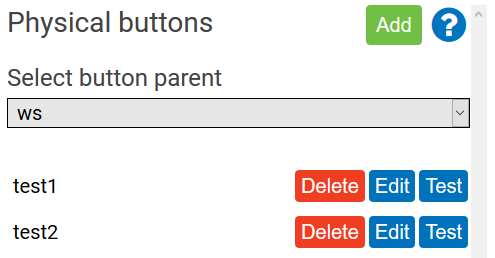 Physical buttons Add ?
Select button parent
ws
test1 Delete Edit Test
test2 Delete Edit Test